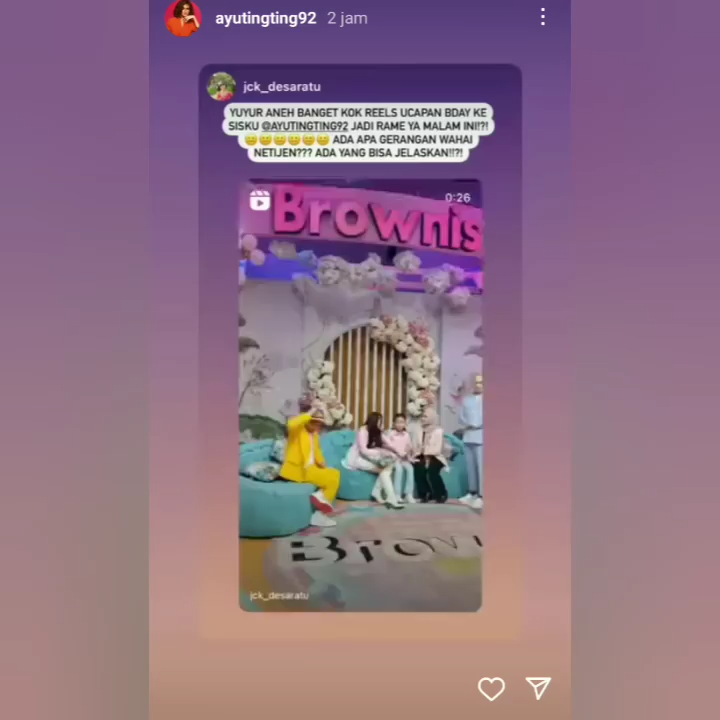 ayutingting92 2 jam
jck_desaratu
YUYUR ANEH BANGET KOK REELS UCAPAN BDAY KE
SISKU @AYUTINGTING92 JADI RAME YA MALAM INI!?!
😅😅😅😅😅😅 ADA APA GERANGAN WAHAI
NETIJEN??? ADA YANG BISA JELASKAN!!?!
0:26
Brownis
Browni
jck_desaratu